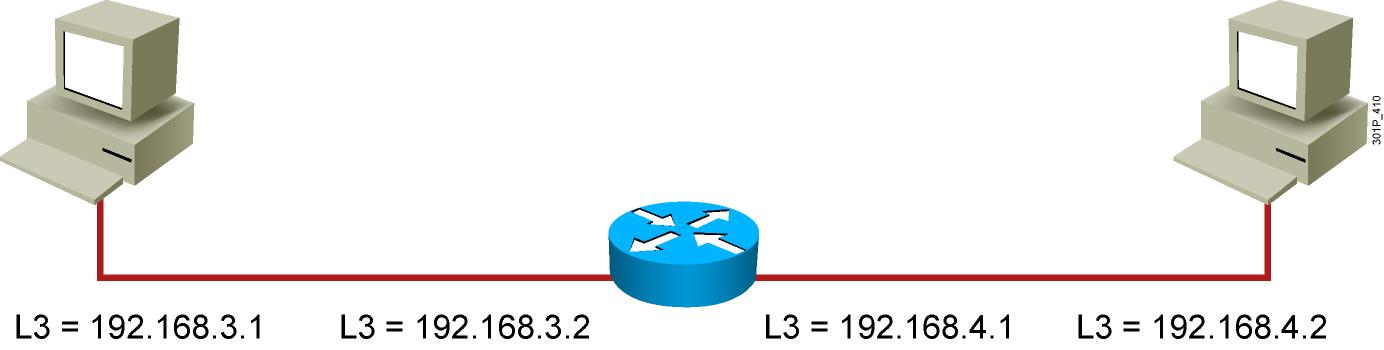 301P_410
L3 = 192.168.3.1
L3 = 192.168.3.2
L3 = 192.168.4.1
L3 = 192.168.4.2